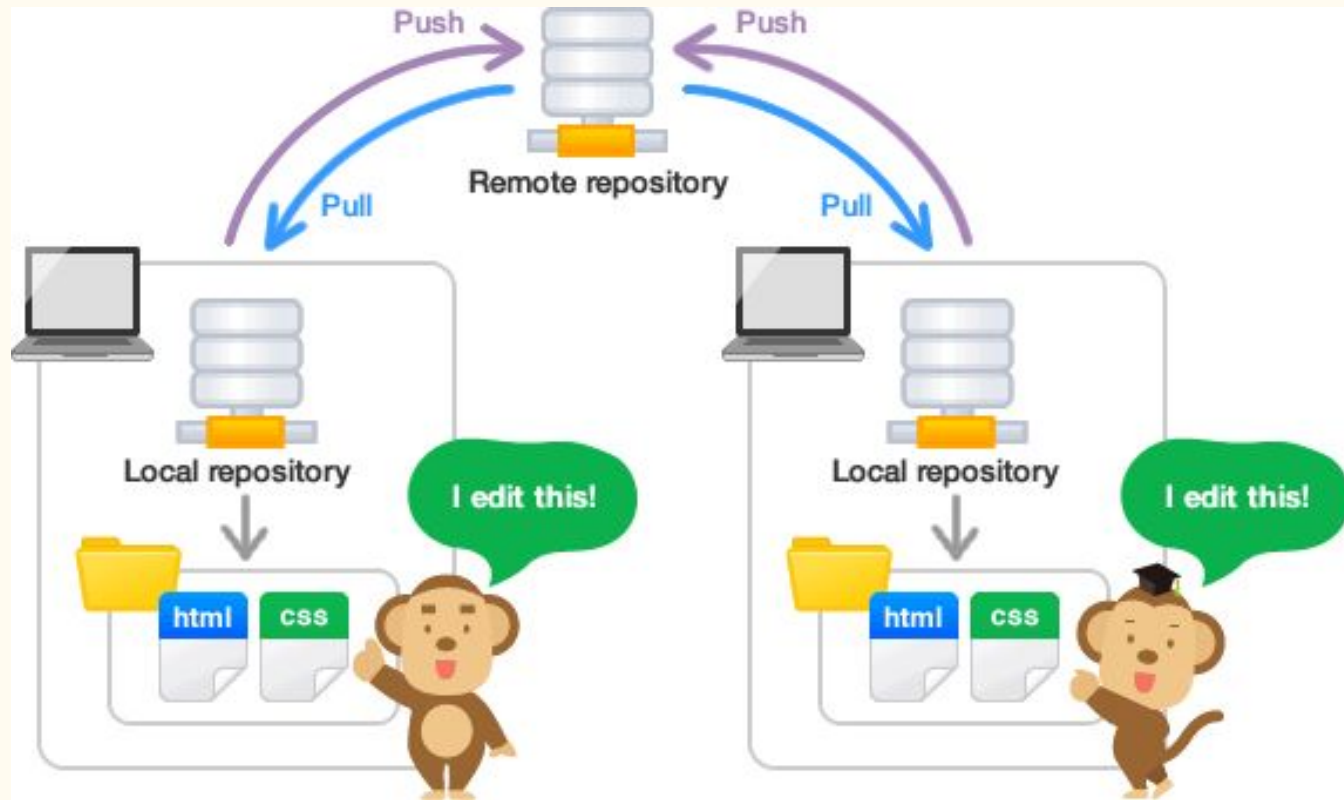 Push
Push
Remote repository
Pull
Pull
Local repository
Local repository
I edit this!
I edit this!
html
css
html
css